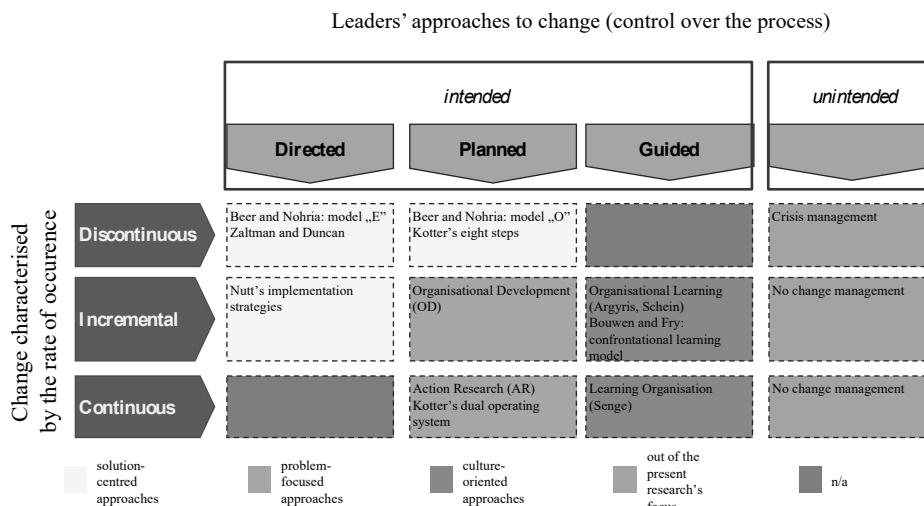 Leaders' approaches to change (control over the process)
intended
unintended
Directed
Planned
Guided
Change characterised
by the rate of occurence
Discontinuous
Beer and Nohria: model „E”
Zaltman and Duncan
Beer and Nohria: model „O”
Kotter's eight steps
Crisis management
Incremental
Nutt's implementation
strategies
Organisational Development
(OD)
Organisational Learning
(Argyris, Schein)
Bouwen and Fry:
confrontational learning
model
No change management
Continuous
Action Research (AR)
Kotter's dual operating
system
Learning Organisation
(Senge)
No change management
solution-
centred
approaches
problem-
focused
approaches
culture-
oriented
approaches
out of the
present
research's
n/a